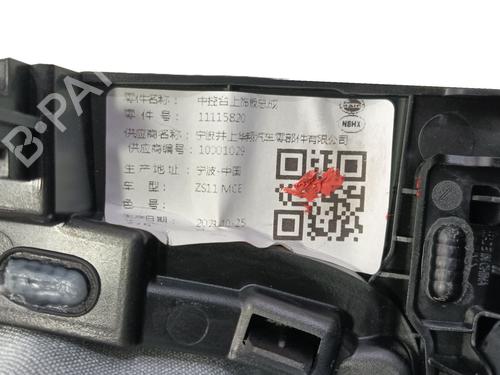 零件名称: 中控台上饰板总成
零 件 号: 11115820
供应商名称: 宁波井上华翔汽车零部件有限公司
供应商编号: 10001029
生产地址: 宁波·中国
车 型: ZS11 MCE
色 号:
NBHX
B-PARTS